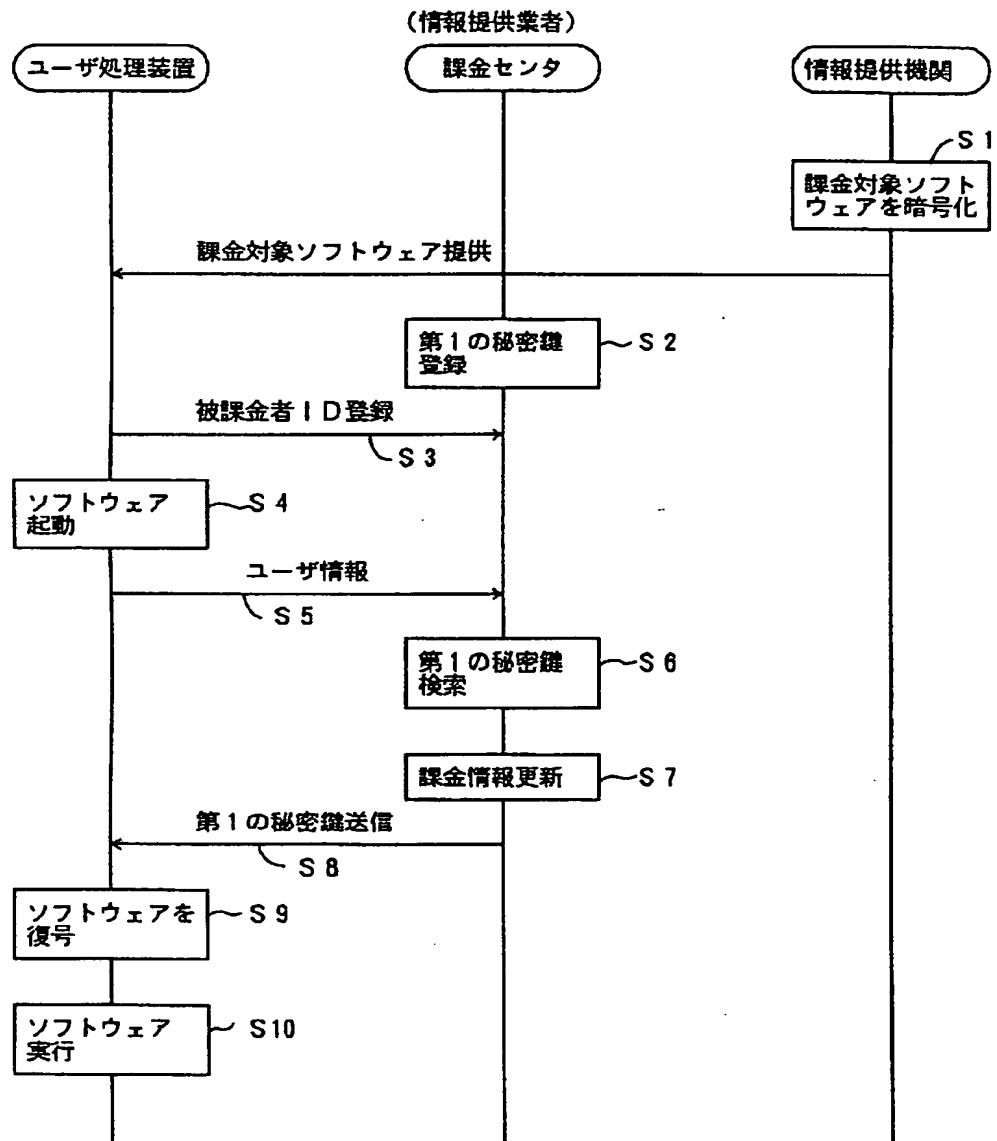 (情報提供業者)
ユーザ処理装置
課金センタ
情報提供機関
S1
課金対象ソフト
ウェアを暗号化
課金対象ソフトウェア提供
第1の秘密鍵
登録
S2
被課金者ID登録
S3
ソフトウェア
起動
S4
ユーザ情報
S5
第1の秘密鍵
検索
S6
課金情報更新
S7
第1の秘密鍵送信
S8
ソフトウェアを
復号
S9
ソフトウェア
実行
S10